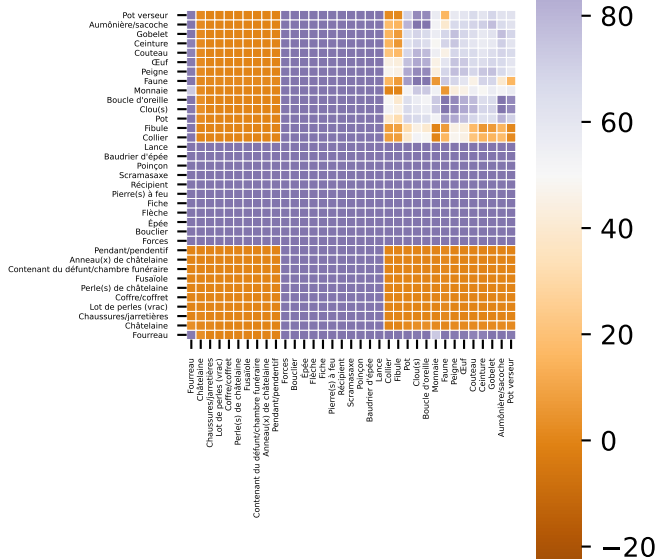 Pot verseur
Aumônière/sacoche
Gobelet
Ceinture
Couteau
Œuf
Peigne
Faune
Monnaie
Boucle d'oreille
Clou(s)
Pot
Fibule
Collier
Lance
Baudrier d'épée
Poinçon
Scramasaxe
Récipient
Pierre(s) à feu
Fiche
Flèche
Épée
Bouclier
Forces
Pendant/pendentif
Anneau(x) de châtelaine
Contenant du défunt/chambre funéraire
Fusaïole
Perle(s) de châtelaine
Coffre/coffret
Lot de perles (vrac)
Chaussures/jarretières
Châtelaine
Fourreau
Fourreau
Châtelaine
Chaussures/jarretières
Lot de perles (vrac)
Coffre/coffret
Perle(s) de châtelaine
Fusaïole
Contenant du défunt/chambre funéraire
Anneau(x) de châtelaine
Pendant/pendentif
Forces
Bouclier
Épée
Flèche
Fiche
Pierre(s) à feu
Récipient
Scramasaxe
Poinçon
Baudrier d'épée
Lance
Collier
Fibule
Pot
Clou(s)
Boucle d'oreille
Monnaie
Faune
Peigne
Œuf
Couteau
Ceinture
Gobelet
Aumônière/sacoche
Pot verseur
80
60
40
20
0
−20